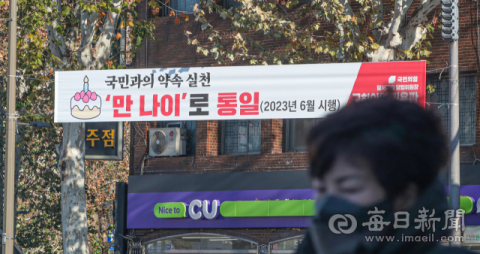 국민과의 약속 실천
'만 나이'로 통일(2023년 6월 시행)
국민의힘
주점
Nice to CU
每日新聞
www.imaeil.com